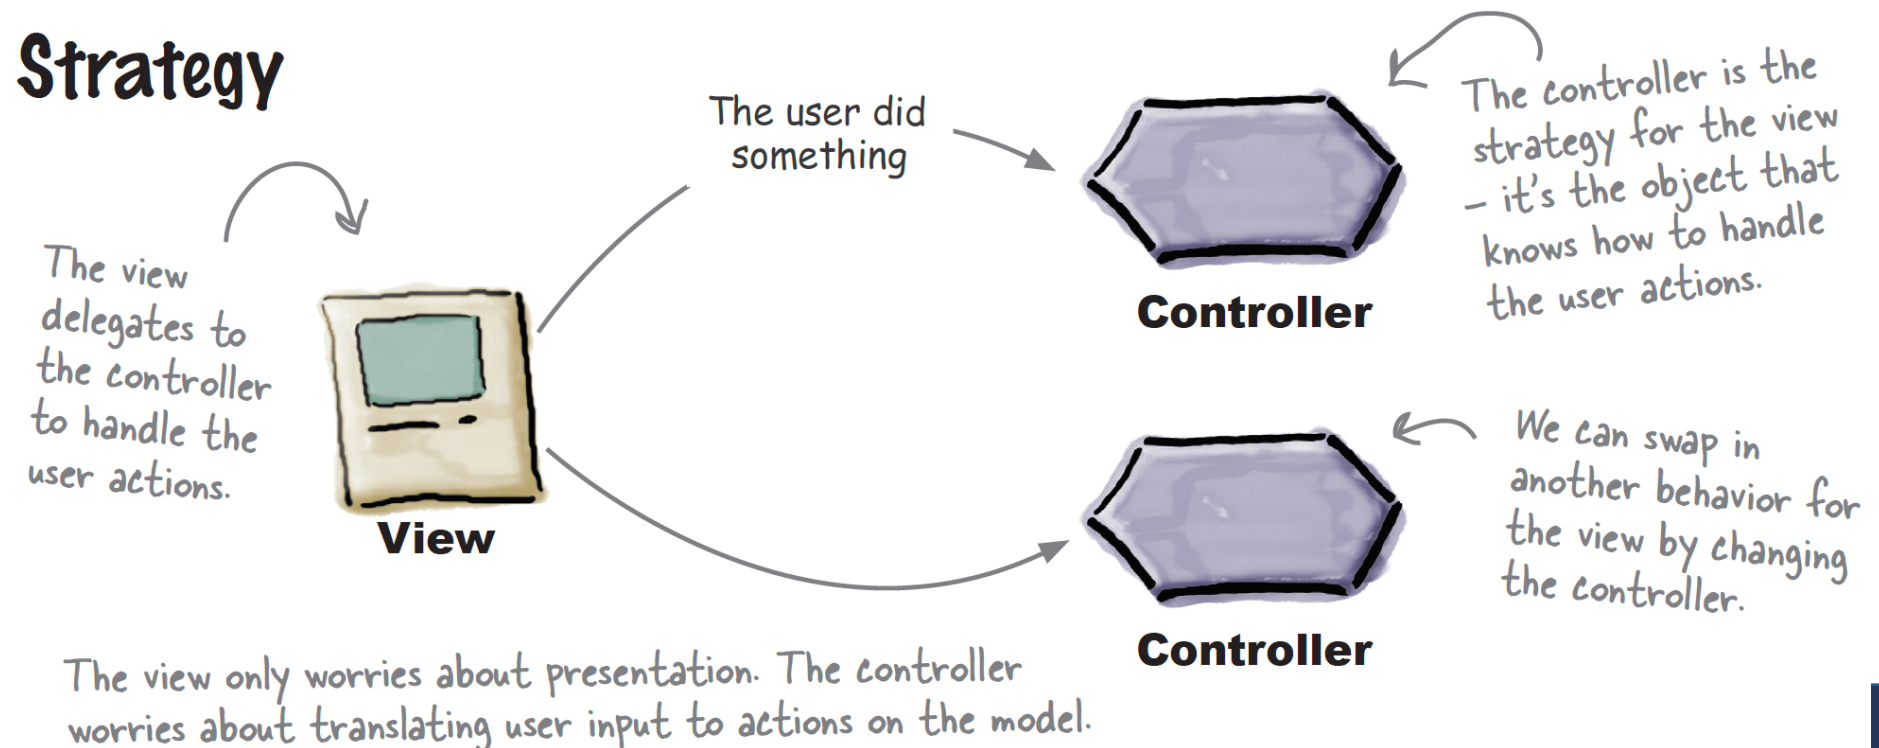 Strategy
The user did
something
The controller is the
strategy for the view
– it's the object that
knows how to handle
the user actions.
The view
delegates to
the controller
to handle the
user actions.
Controller
View
We can swap in
another behavior for
the view by changing
the controller.
Controller
The view only worries about presentation. The controller
worries about translating user input to actions on the model.